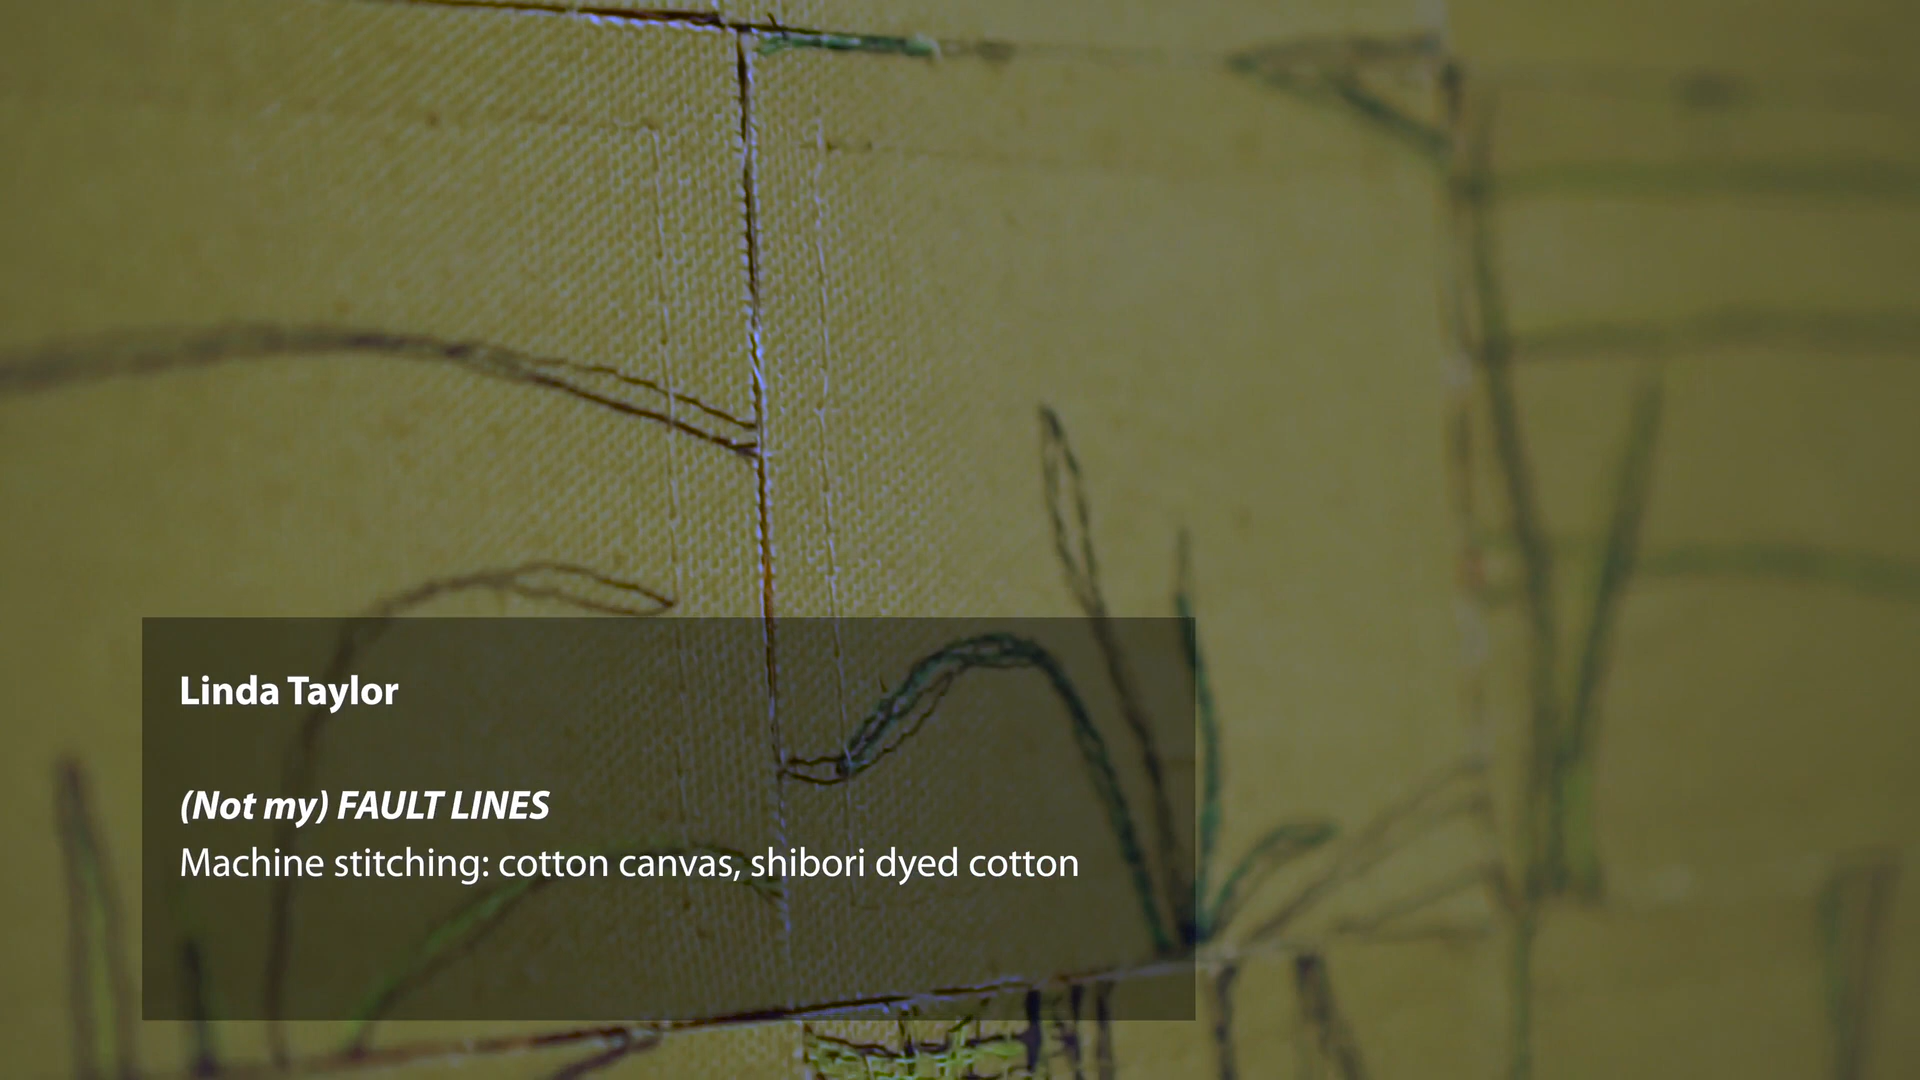 Linda Taylor
(Not my) FAULT LINES
Machine stitching: cotton canvas, shibori dyed cotton